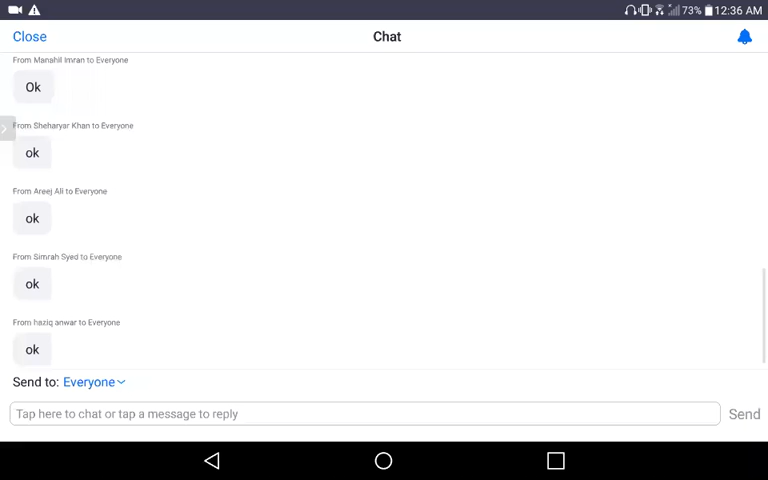 73% 12:36 AM
Close Chat
From Manahil Imran to Everyone
Ok
From Sheharyar Khan to Everyone
ok
From Areej Ali to Everyone
ok
From Simrah Syed to Everyone
ok
From haziq anwar to Everyone
ok
Send to: Everyone
Tap here to chat or tap a message to reply Send